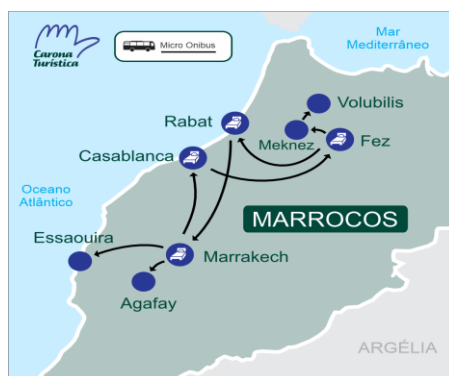 Carona
Turística
Micro Onibus
Mar
Mediterrâneo
Volubilis
Rabat
Meknez
Fez
Casablanca
Oceano
Atlântico
MARROCOS
Essaouira
Marrakech
Agafay
ARGÉLIA